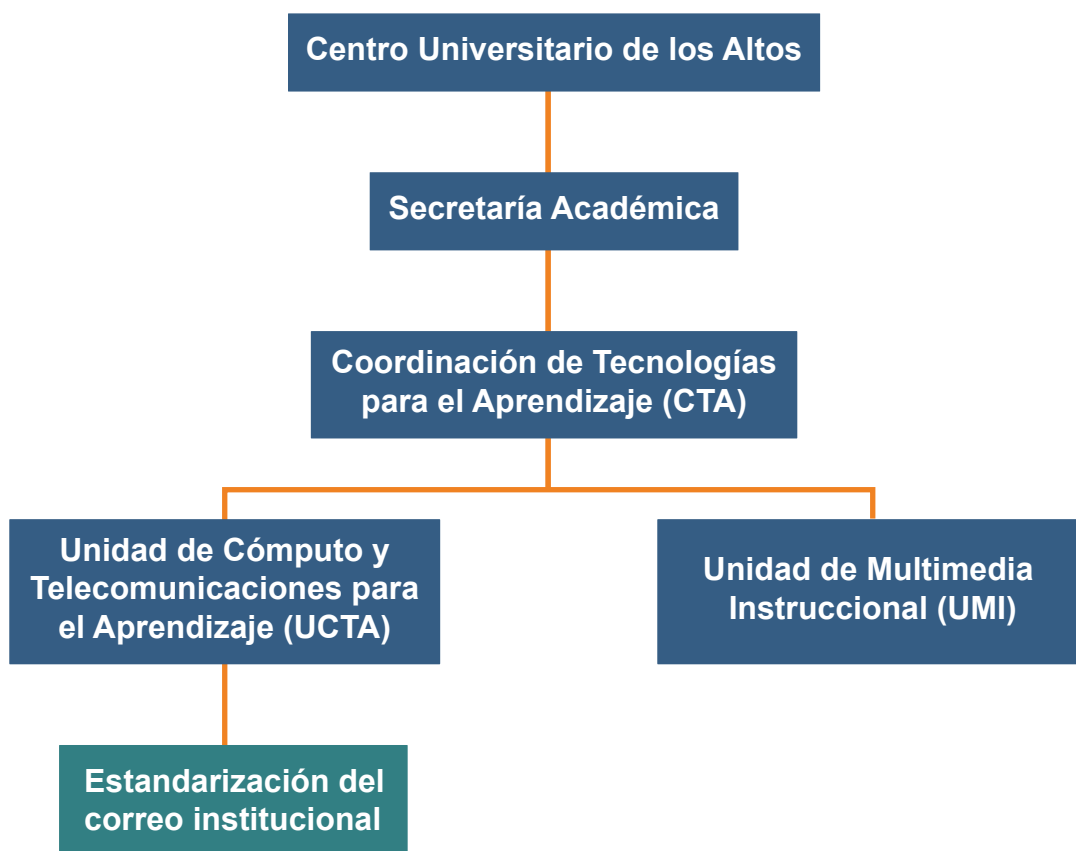 Centro Universitario de los Altos
Secretaría Académica
Coordinación de Tecnologías
para el Aprendizaje (CTA)
Unidad de Cómputo y
Telecomunicaciones para
el Aprendizaje (UCTA)
Unidad de Multimedia
Instruccional (UMI)
Estandarización del
correo institucional